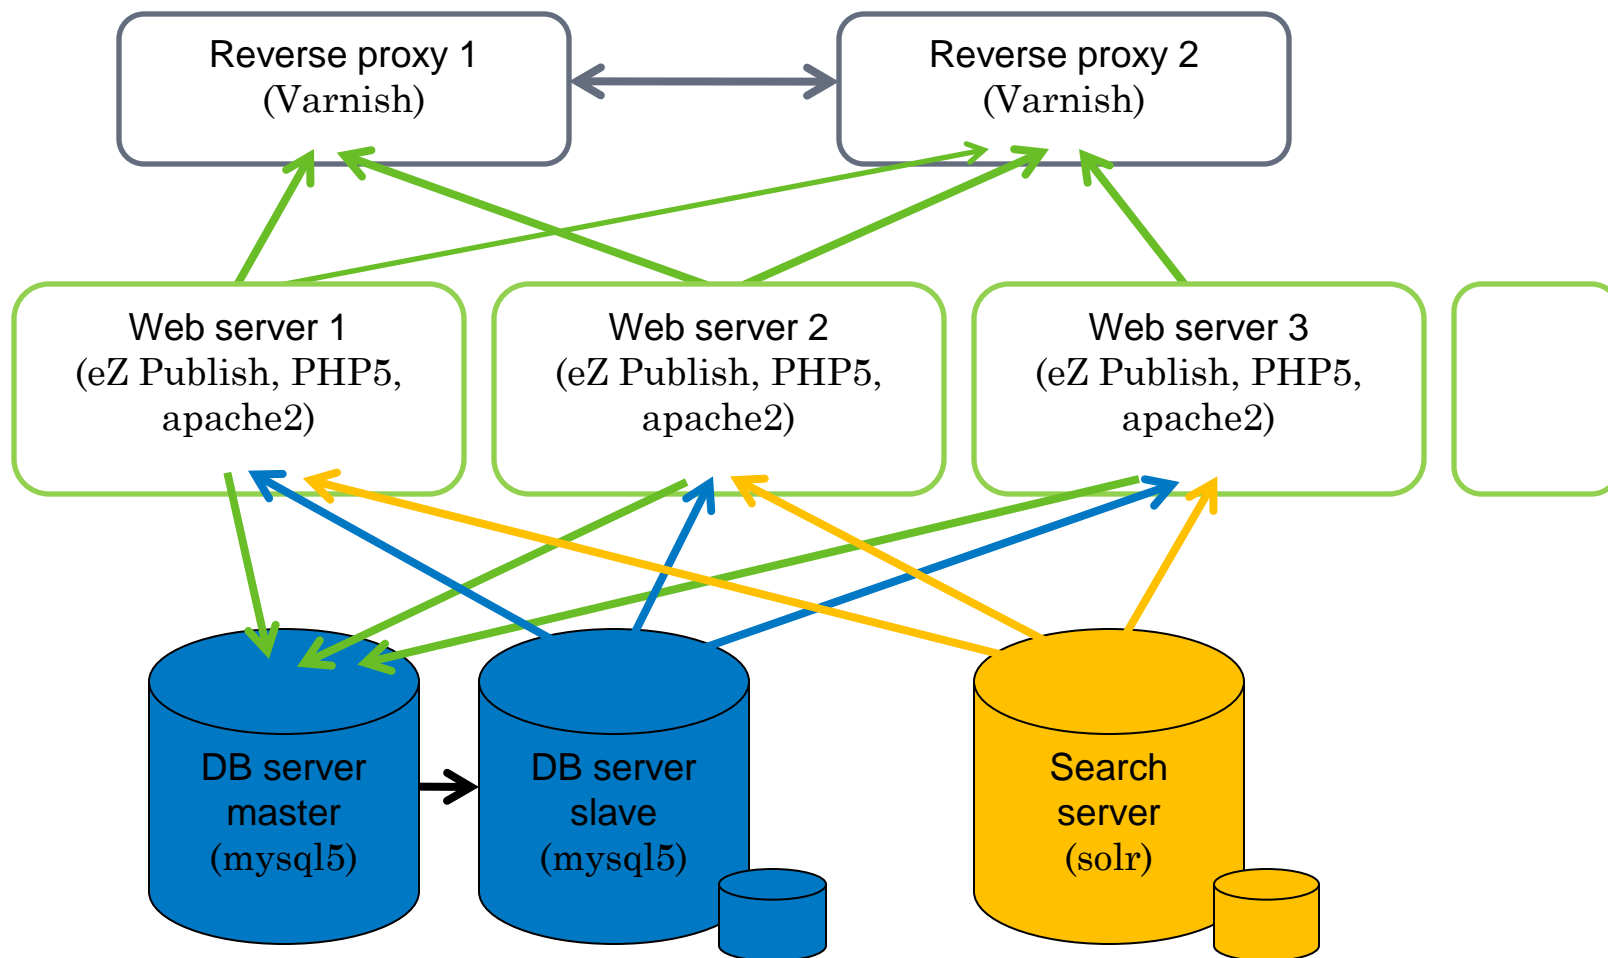 Reverse proxy 1
(Varnish)
Reverse proxy 2
(Varnish)
Web server 1
(eZ Publish, PHP5,
apache2)
Web server 2
(eZ Publish, PHP5,
apache2)
Web server 3
(eZ Publish, PHP5,
apache2)
DB server
master
(mysql5)
DB server
slave
(mysql5)
Search
server
(solr)